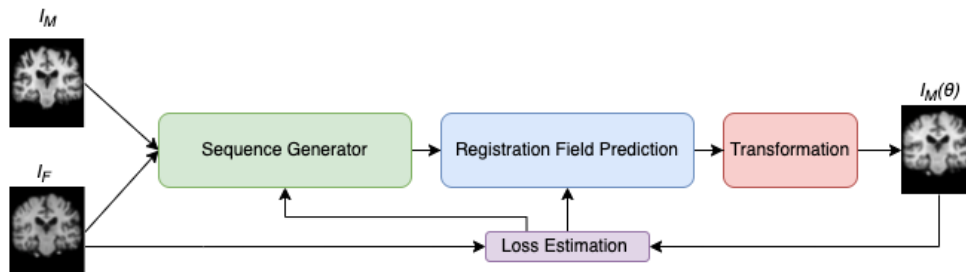 I_M
I_M(θ)
Sequence Generator
Registration Field Prediction
Transformation
I_F
Loss Estimation